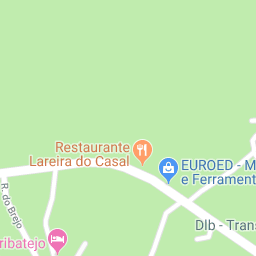 Restaurante
Lareira do Casal
EUROED - M
e Ferrament
R. do Brejo
Dlb - Trans
ribatejo